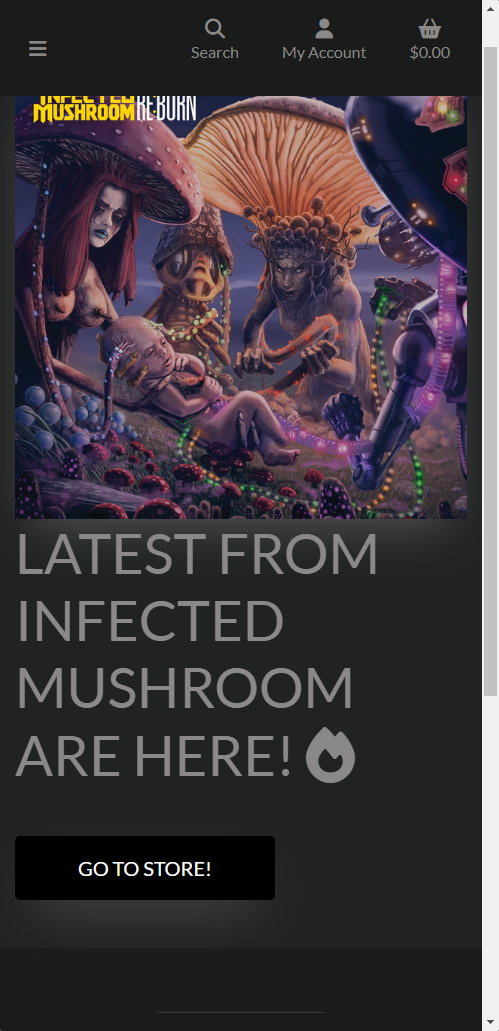 Search
My Account
$0.00
INFECTED
MUSHROOM RE:BORN
LATEST FROM
INFECTED
MUSHROOM
ARE HERE!
GO TO STORE!